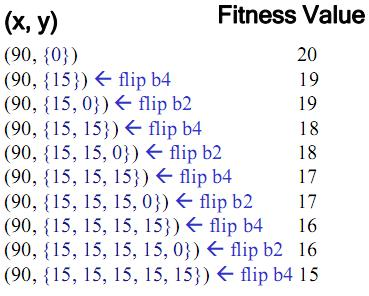 (x, y) Fitness Value
(90, {0}) 20
(90, {15}) ← flip b4 19
(90, {15, 0}) ← flip b2 19
(90, {15, 15}) ← flip b4 18
(90, {15, 15, 0}) ← flip b2 18
(90, {15, 15, 15}) ← flip b4 17
(90, {15, 15, 15, 0}) ← flip b2 17
(90, {15, 15, 15, 15}) ← flip b4 16
(90, {15, 15, 15, 15, 0}) ← flip b2 16
(90, {15, 15, 15, 15, 15}) ← flip b4 15